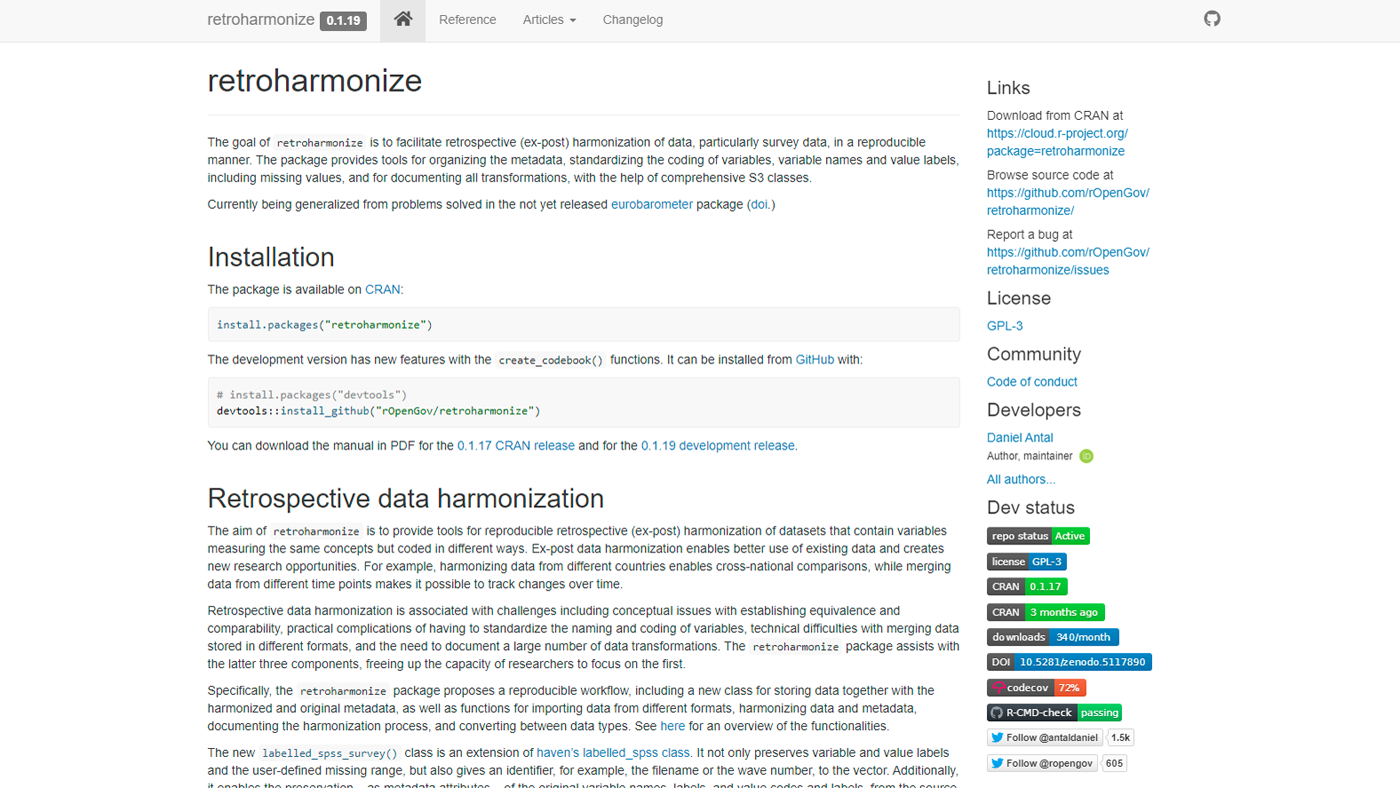 retroharmonize 0.1.19 Reference Articles Changelog
retroharmonize
The goal of retroharmonize is to facilitate retrospective (ex-post) harmonization of data, particularly survey data, in a reproducible
manner. The package provides tools for organizing the metadata, standardizing the coding of variables, variable names and value labels,
including missing values, and for documenting all transformations, with the help of comprehensive S3 classes.
Currently being generalized from problems solved in the not yet released eurobarometer package (doi.)
Installation
The package is available on CRAN:
install.packages("retroharmonize")
The development version has new features with the create_codebook() functions. It can be installed from GitHub with:
# install.packages("devtools")
devtools::install_github("rOpenGov/retroharmonize")
You can download the manual in PDF for the 0.1.17 CRAN release and for the 0.1.19 development release.
Retrospective data harmonization
The aim of retroharmonize is to provide tools for reproducible retrospective (ex-post) harmonization of datasets that contain variables
measuring the same concepts but coded in different ways. Ex-post data harmonization enables better use of existing data and creates
new research opportunities. For example, harmonizing data from different countries enables cross-national comparisons, while merging
data from different time points makes it possible to track changes over time.
Retrospective data harmonization is associated with challenges including conceptual issues with establishing equivalence and
comparability, practical complications of having to standardize the naming and coding of variables, technical difficulties with merging data
stored in different formats, and the need to document a large number of data transformations. The retroharmonize package assists with
the latter three components, freeing up the capacity of researchers to focus on the first.
Specifically, the retroharmonize package proposes a reproducible workflow, including a new class for storing data together with the
harmonized and original metadata, as well as functions for importing data from different formats, harmonizing data and metadata,
documenting the harmonization process, and converting between data types. See here for an overview of the functionalities.
The new labelled_spss_survey() class is an extension of haven's labelled_spss class. It not only preserves variable and value labels
and the user-defined missing range, but also gives an identifier, for example, the filename or the wave number, to the vector. Additionally,
it enables the preservation – as metadata attributes – of the original variable names, labels, and value codes and labels, from the source
Links
Download from CRAN at
https://cloud.r-project.org/
package=retroharmonize
Browse source code at
https://github.com/rOpenGov/
retroharmonize/
Report a bug at
https://github.com/rOpenGov/
retroharmonize/issues
License
GPL-3
Community
Code of conduct
Developers
Daniel Antal
Author, maintainer iD
All authors...
Dev status
repo status Active
license GPL-3
CRAN 0.1.17
CRAN 3 months ago
downloads 340/month
DOI 10.5281/zenodo.5117890
codecov 72%
R-CMD-check passing
Follow @antaldaniel 1.5k
Follow @ropengov 605